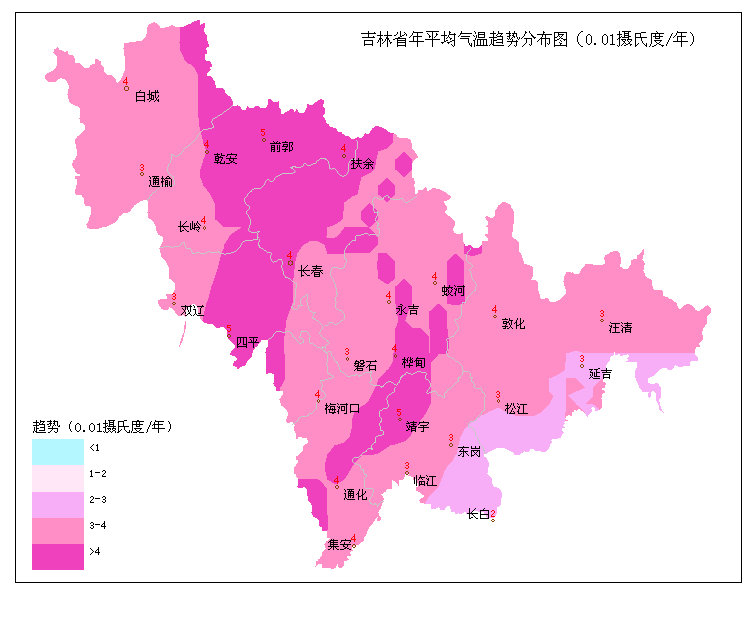 吉林省年平均气温趋势分布图（0.01摄氏度/年）
4
白城
5
前郭
4
乾安
4
扶余
3
通榆
4
长岭
4
长春
4
蛟河
3
双辽
4
永吉
4
敦化
3
汪清
5
四平
3
磐石
4
桦甸
3
延吉
4
梅河口
3
松江
5
靖宇
3
东岗
3
临江
4
通化
长白
2
4
集安
趋势（0.01摄氏度/年）
<1
1-2
2-3
3-4
>4